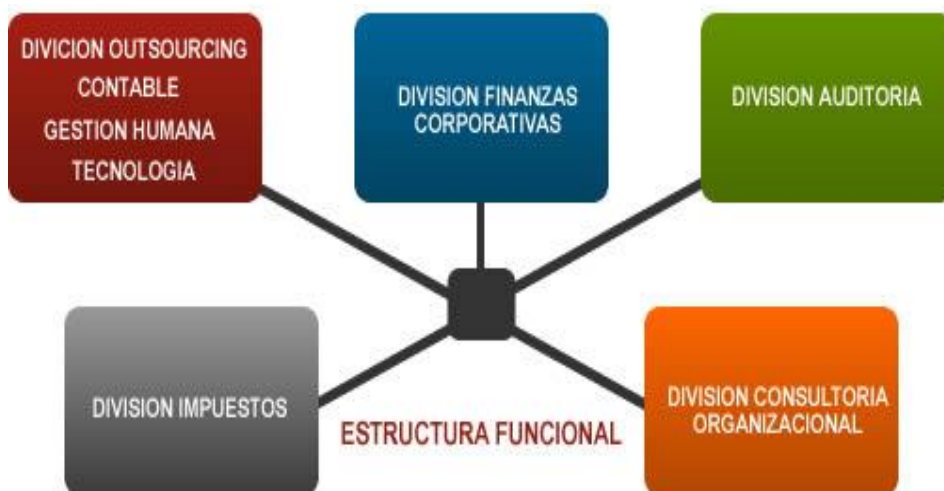 DIVICION OUTSOURCING
CONTABLE
GESTION HUMANA
TECNOLOGIA
DIVISION FINANZAS
CORPORATIVAS
DIVISION AUDITORIA
DIVISION IMPUESTOS
ESTRUCTURA FUNCIONAL
DIVISION CONSULTORIA
ORGANIZACIONAL